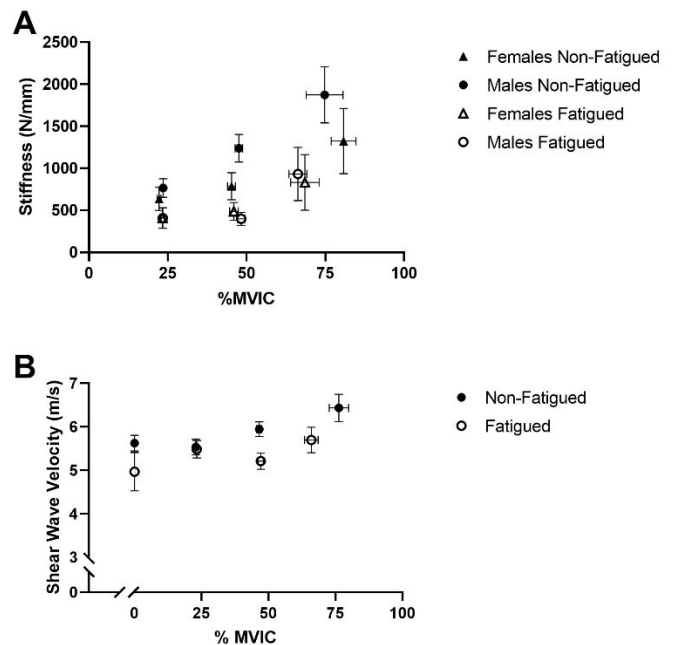 A
Stiffness (N/mm)
2500
2000
1500
1000
500
0
0 25 50 75 100
%MVIC
Females Non-Fatigued
Males Non-Fatigued
Females Fatigued
Males Fatigued
B
Shear Wave Velocity (m/s)
7
6
5
4
3
0
0 25 50 75 100
% MVIC
Non-Fatigued
Fatigued